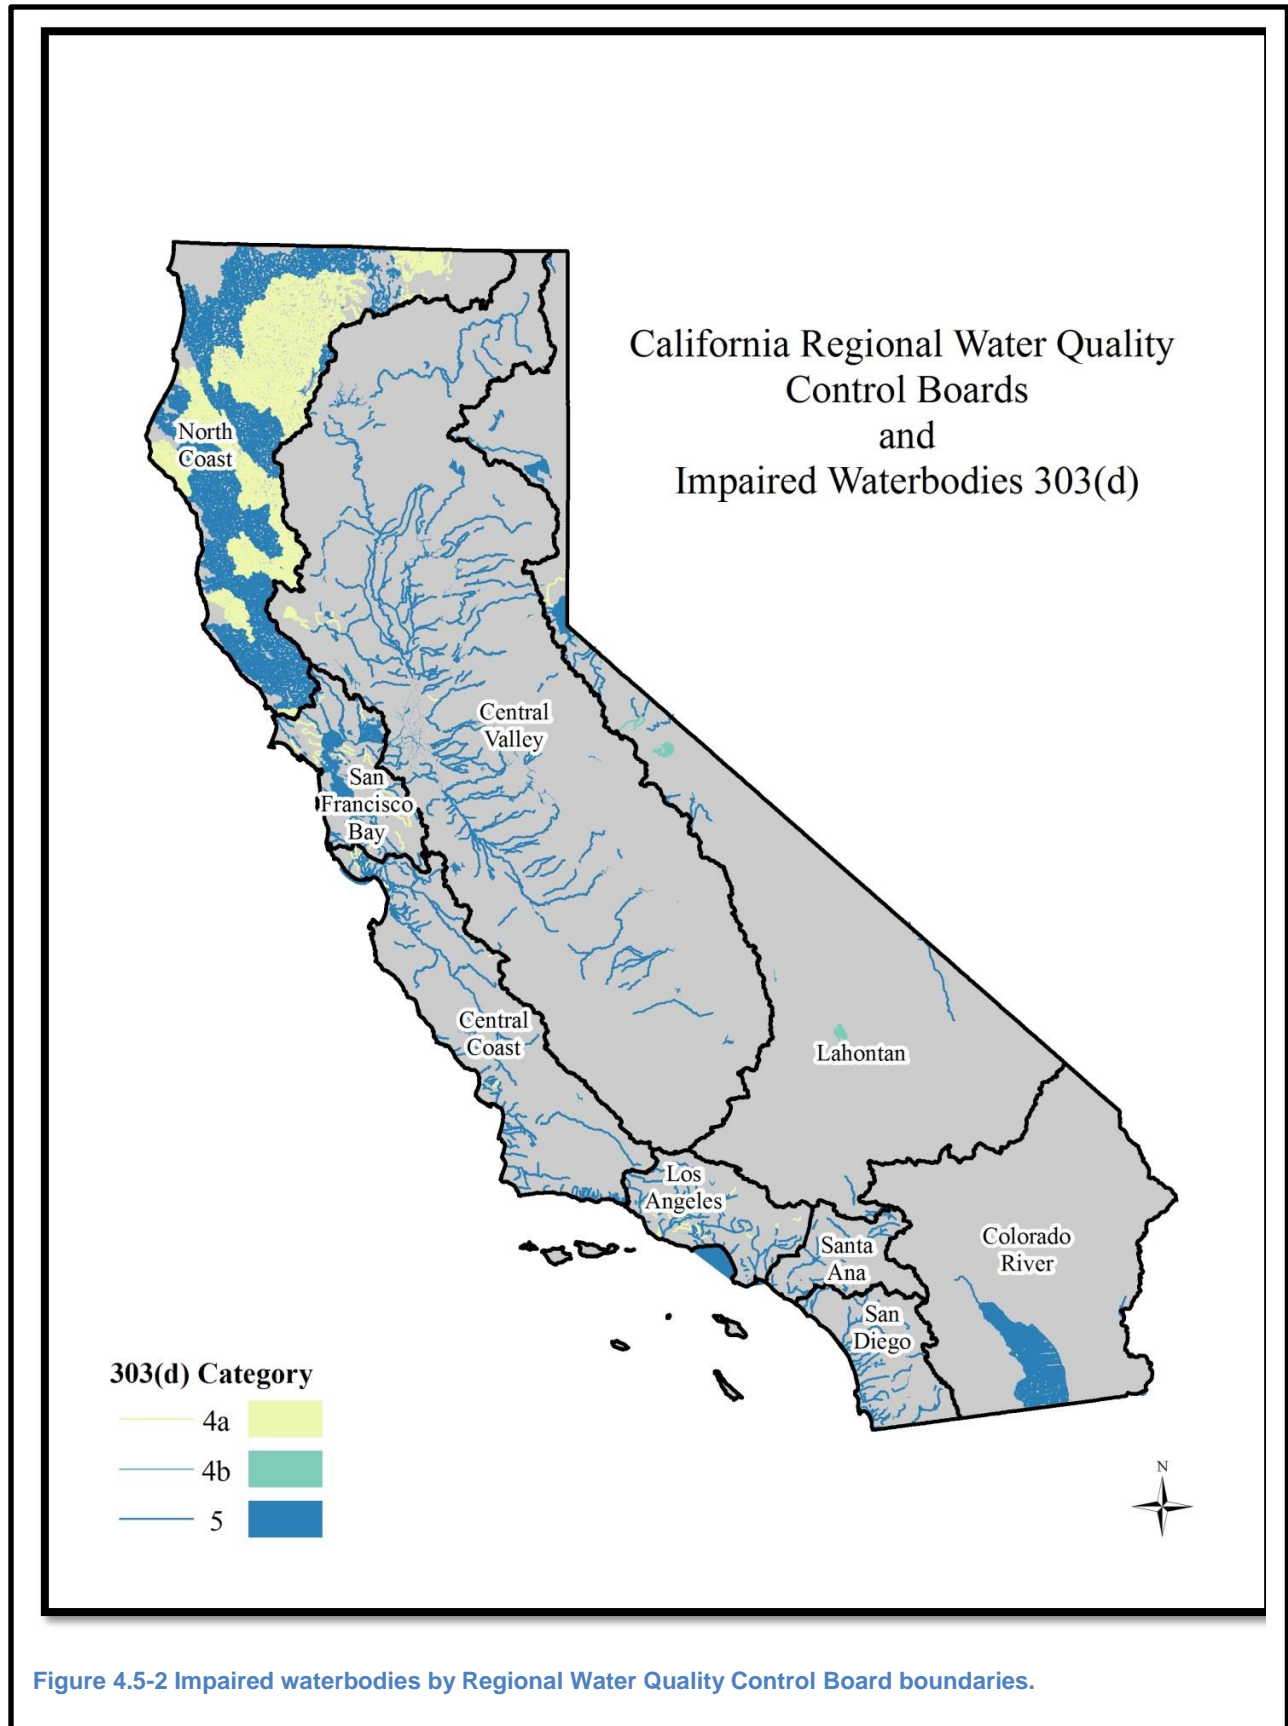 California Regional Water Quality
Control Boards
and
Impaired Waterbodies 303(d)
North
Coast
Central
Valley
San
Francisco
Bay
Central
Coast
Lahontan
Los
Angeles
Santa
Ana
Colorado
River
San
Diego
303(d) Category
4a
4b
5
N
Figure 4.5-2 Impaired waterbodies by Regional Water Quality Control Board boundaries.